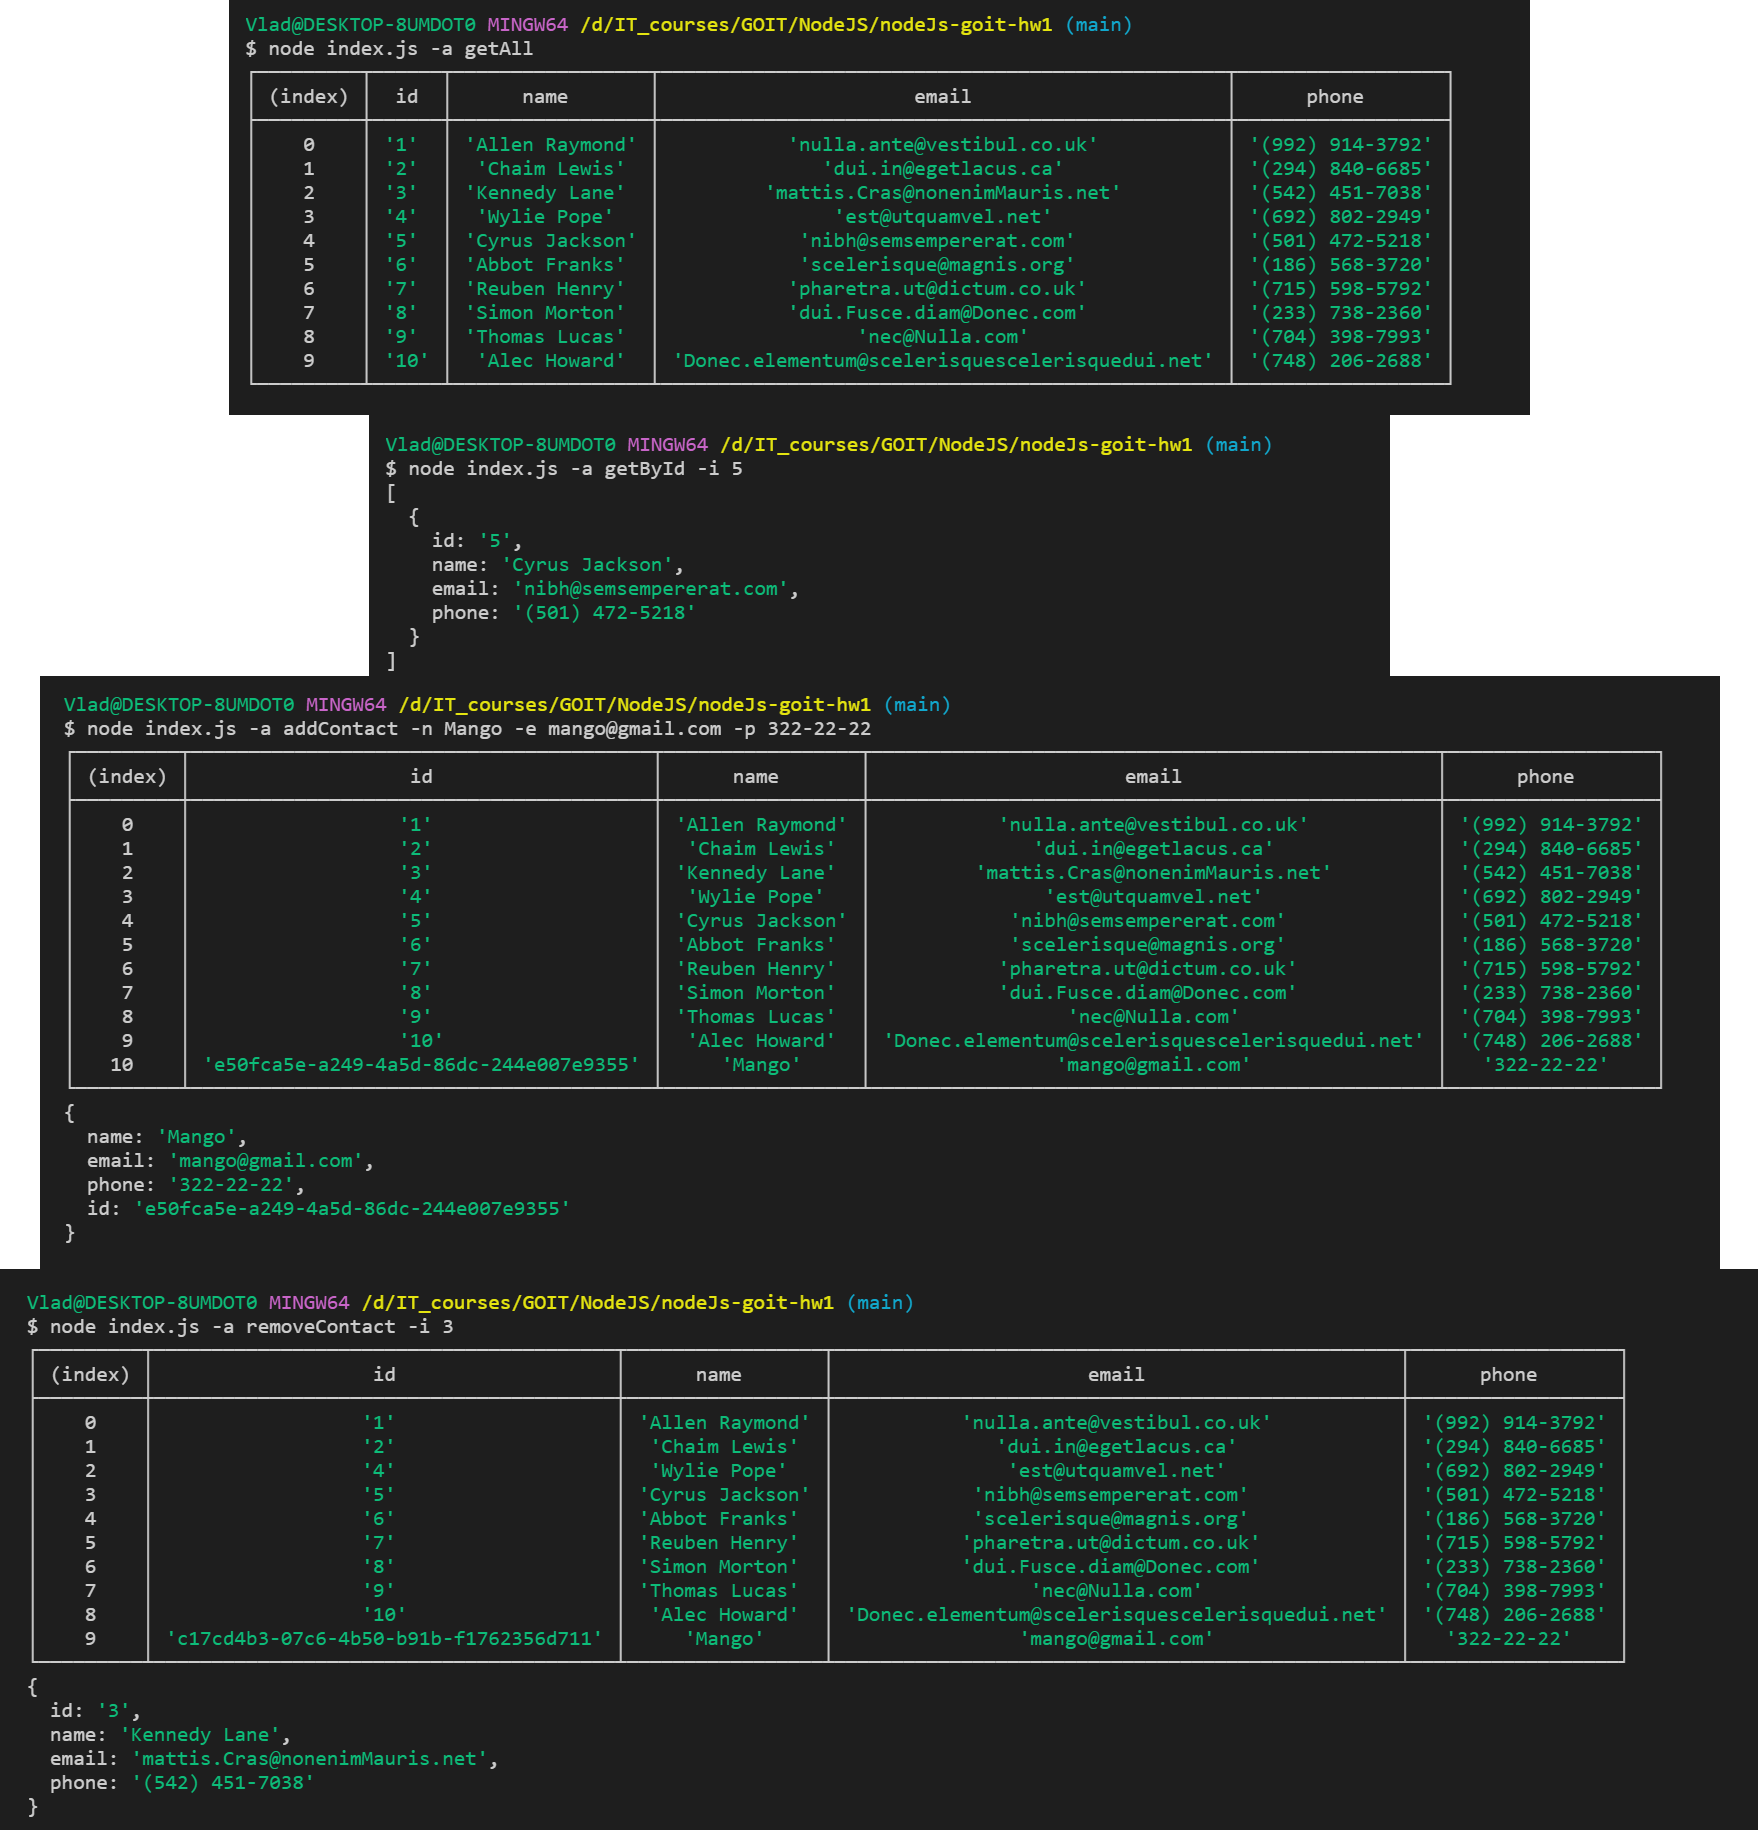 Vlad@DESKTOP-8UMDOT0 MINGW64 /d/IT_courses/GOIT/NodeJS/nodeJs-goit-hw1 (main)
$ node index.js -a getAll
(index) id name email phone
0 '1' 'Allen Raymond' 'nulla.ante@vestibul.co.uk' '(992) 914-3792'
1 '2' 'Chaim Lewis' 'dui.in@egetlacus.ca' '(294) 840-6685'
2 '3' 'Kennedy Lane' 'mattis.Cras@nonenimMauris.net' '(542) 451-7038'
3 '4' 'Wylie Pope' 'est@utquamvel.net' '(692) 802-2949'
4 '5' 'Cyrus Jackson' 'nibh@semsempererat.com' '(501) 472-5218'
5 '6' 'Abbot Franks' 'scelerisque@magnis.org' '(186) 568-3720'
6 '7' 'Reuben Henry' 'pharetra.ut@dictum.co.uk' '(715) 598-5792'
7 '8' 'Simon Morton' 'dui.Fusce.diam@Donec.com' '(233) 738-2360'
8 '9' 'Thomas Lucas' 'nec@Nulla.com' '(704) 398-7993'
9 '10' 'Alec Howard' 'Donec.elementum@scelerisquescelerisquedui.net' '(748) 206-2688'
Vlad@DESKTOP-8UMDOT0 MINGW64 /d/IT_courses/GOIT/NodeJS/nodeJs-goit-hw1 (main)
$ node index.js -a getById -i 5
[
{
id: '5',
name: 'Cyrus Jackson',
email: 'nibh@semsempererat.com',
phone: '(501) 472-5218'
}
]
Vlad@DESKTOP-8UMDOT0 MINGW64 /d/IT_courses/GOIT/NodeJS/nodeJs-goit-hw1 (main)
$ node index.js -a addContact -n Mango -e mango@gmail.com -p 322-22-22
(index) id name email phone
0 '1' 'Allen Raymond' 'nulla.ante@vestibul.co.uk' '(992) 914-3792'
1 '2' 'Chaim Lewis' 'dui.in@egetlacus.ca' '(294) 840-6685'
2 '3' 'Kennedy Lane' 'mattis.Cras@nonenimMauris.net' '(542) 451-7038'
3 '4' 'Wylie Pope' 'est@utquamvel.net' '(692) 802-2949'
4 '5' 'Cyrus Jackson' 'nibh@semsempererat.com' '(501) 472-5218'
5 '6' 'Abbot Franks' 'scelerisque@magnis.org' '(186) 568-3720'
6 '7' 'Reuben Henry' 'pharetra.ut@dictum.co.uk' '(715) 598-5792'
7 '8' 'Simon Morton' 'dui.Fusce.diam@Donec.com' '(233) 738-2360'
8 '9' 'Thomas Lucas' 'nec@Nulla.com' '(704) 398-7993'
9 '10' 'Alec Howard' 'Donec.elementum@scelerisquescelerisquedui.net' '(748) 206-2688'
10 'e50fca5e-a249-4a5d-86dc-244e007e9355' 'Mango' 'mango@gmail.com' '322-22-22'
{
name: 'Mango',
email: 'mango@gmail.com',
phone: '322-22-22',
id: 'e50fca5e-a249-4a5d-86dc-244e007e9355'
}
Vlad@DESKTOP-8UMDOT0 MINGW64 /d/IT_courses/GOIT/NodeJS/nodeJs-goit-hw1 (main)
$ node index.js -a removeContact -i 3
(index) id name email phone
0 '1' 'Allen Raymond' 'nulla.ante@vestibul.co.uk' '(992) 914-3792'
1 '2' 'Chaim Lewis' 'dui.in@egetlacus.ca' '(294) 840-6685'
2 '4' 'Wylie Pope' 'est@utquamvel.net' '(692) 802-2949'
3 '5' 'Cyrus Jackson' 'nibh@semsempererat.com' '(501) 472-5218'
4 '6' 'Abbot Franks' 'scelerisque@magnis.org' '(186) 568-3720'
5 '7' 'Reuben Henry' 'pharetra.ut@dictum.co.uk' '(715) 598-5792'
6 '8' 'Simon Morton' 'dui.Fusce.diam@Donec.com' '(233) 738-2360'
7 '9' 'Thomas Lucas' 'nec@Nulla.com' '(704) 398-7993'
8 '10' 'Alec Howard' 'Donec.elementum@scelerisquescelerisquedui.net' '(748) 206-2688'
9 'c17cd4b3-07c6-4b50-b91b-f1762356d711' 'Mango' 'mango@gmail.com' '322-22-22'
{
id: '3',
name: 'Kennedy Lane',
email: 'mattis.Cras@nonenimMauris.net',
phone: '(542) 451-7038'
}